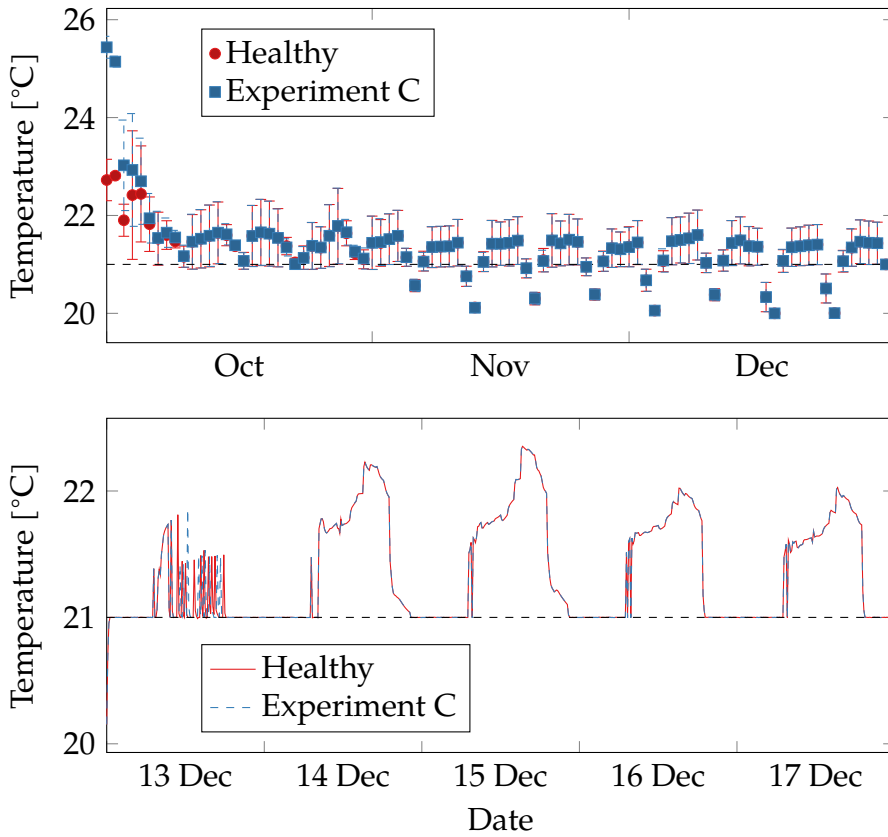 26
24
22
20
Temperature [°C]
Healthy
Experiment C
Oct Nov Dec
22
21
20
Temperature [°C]
Healthy
Experiment C
13 Dec 14 Dec 15 Dec 16 Dec 17 Dec
Date